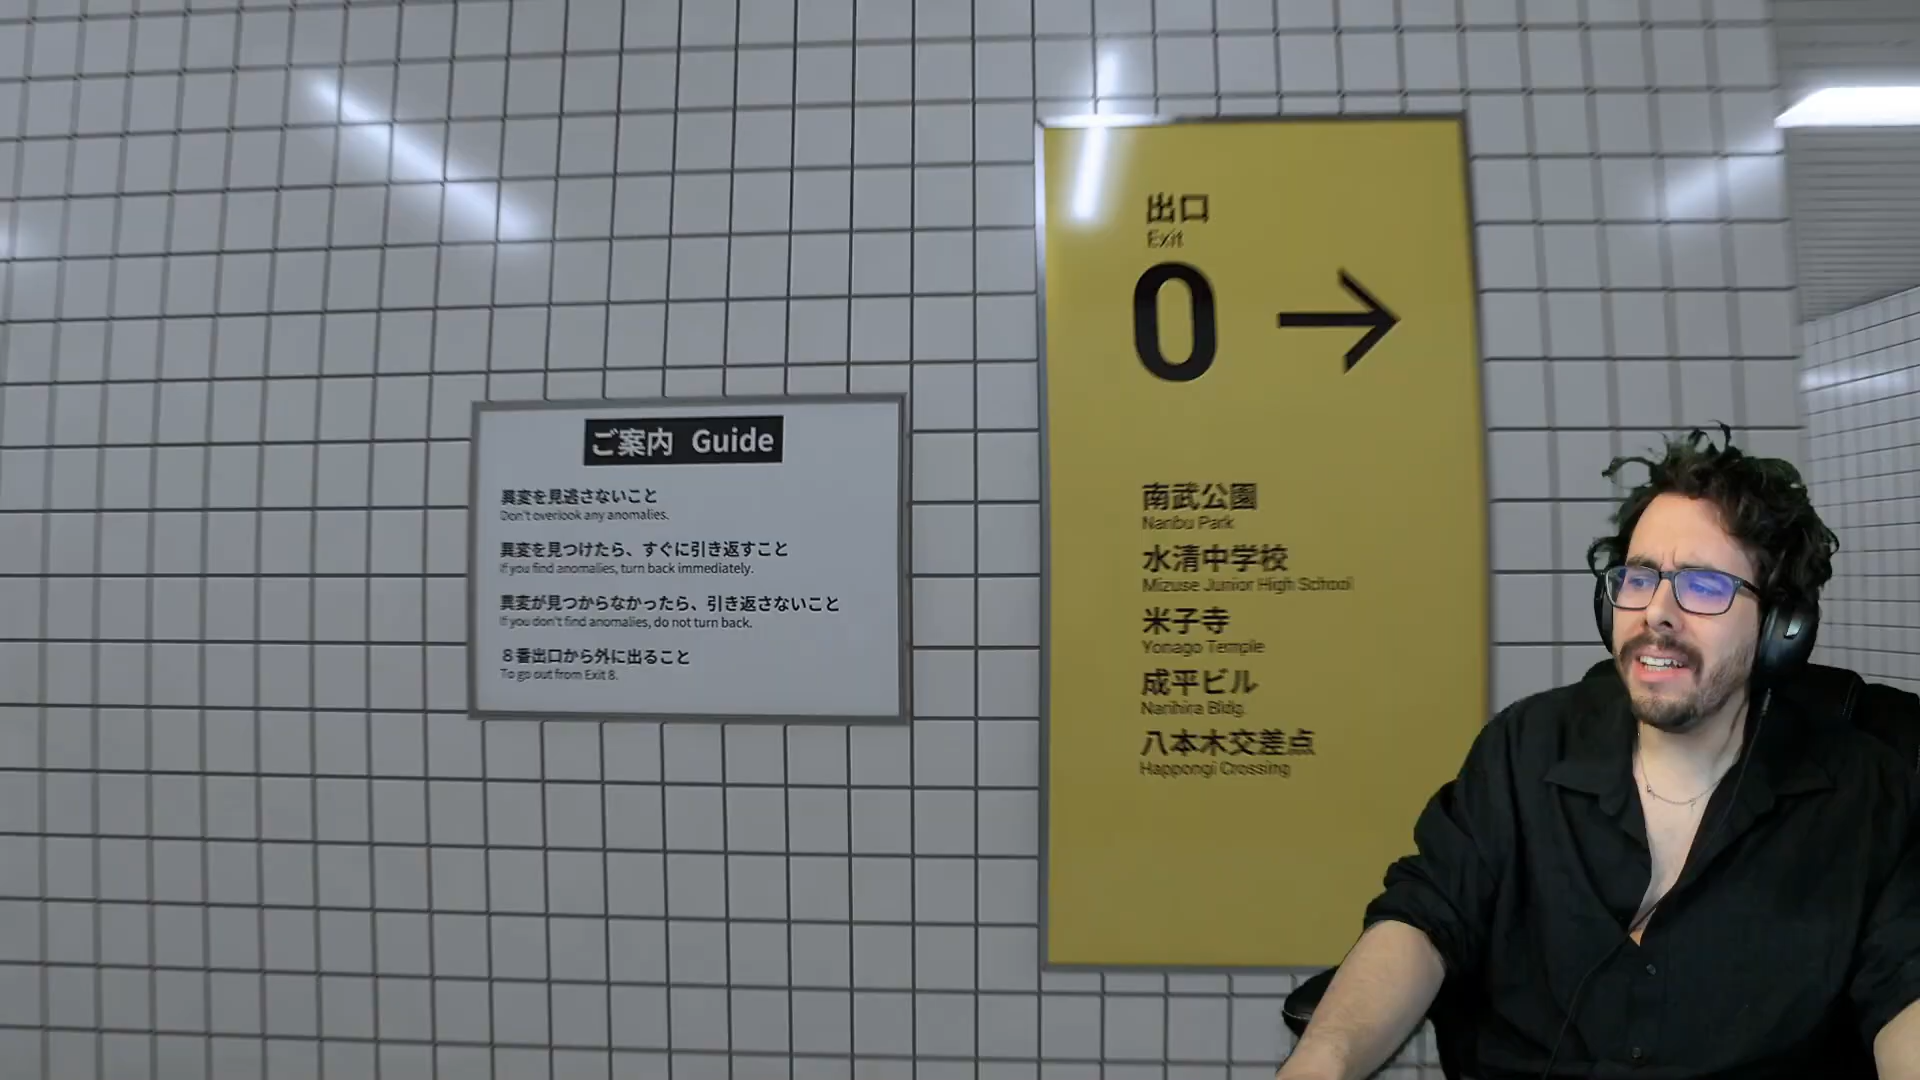 ご案内 Guide
異変を見逃さないこと
Don't overlook any anomalies.
異変を見つけたら、すぐに引き返すこと
If you find anomalies, turn back immediately.
異変が見つからなかったら、引き返さないこと
If you don't find anomalies, do not turn back.
８番出口から外に出ること
To go out from Exit 8.
出口
Exit
0 →
南武公園
Nanbu Park
水清中学校
Mizuse Junior High School
米子寺
Yonago Temple
成平ビル
Narihira Bldg.
八本木交差点
Happongi Crossing